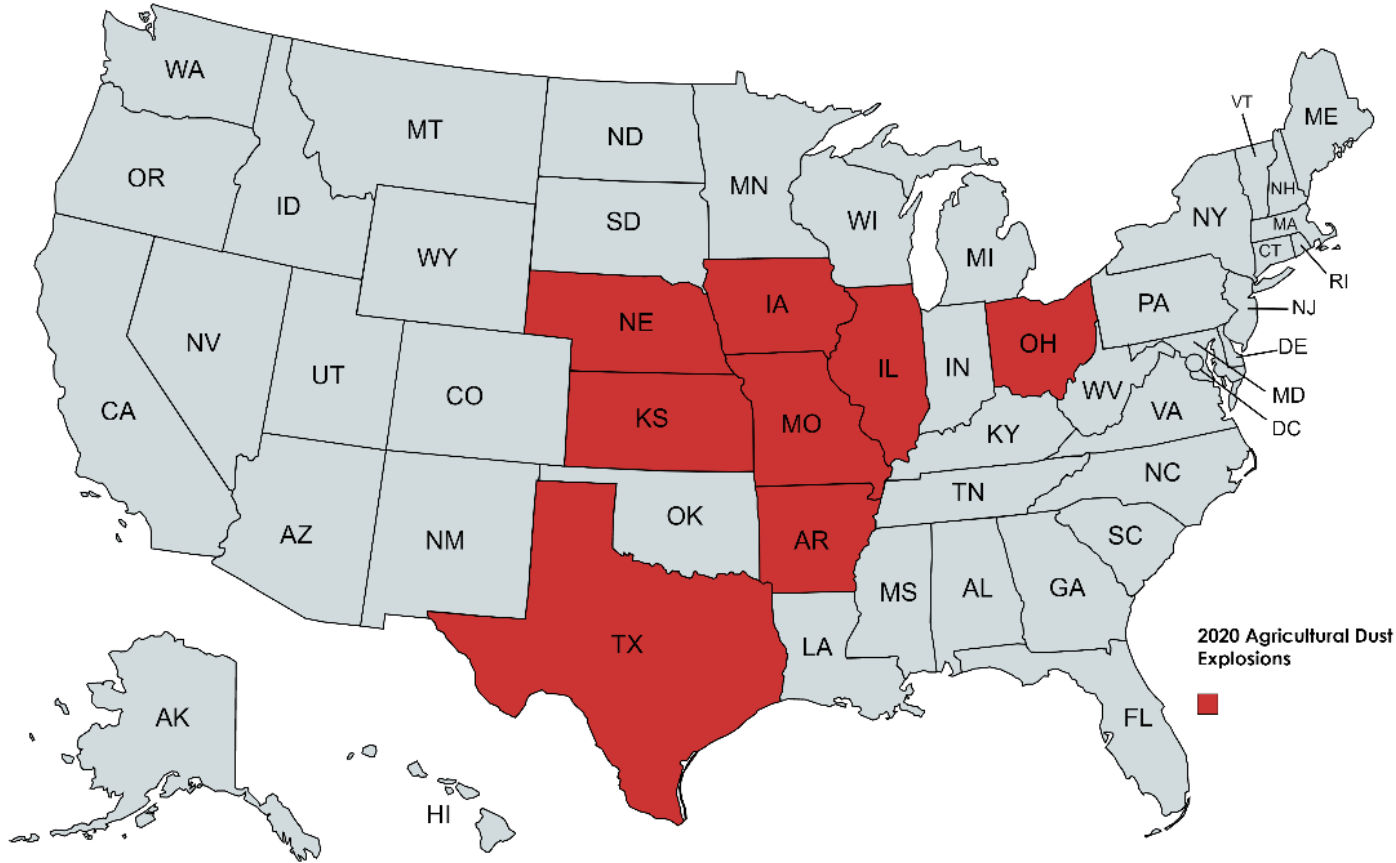 WA
MT
ND
MN
VT
ME
OR
ID
SD
WI
NY
NH
MA
WY
MI
CT
RI
NE
IA
PA
NJ
NV
UT
CO
KS
MO
IL
IN
OH
WV
VA
DE
MD
DC
CA
KY
NC
AZ
NM
OK
AR
TN
SC
MS
AL
GA
TX
LA
2020 Agricultural Dust
Explosions
AK
HI
FL